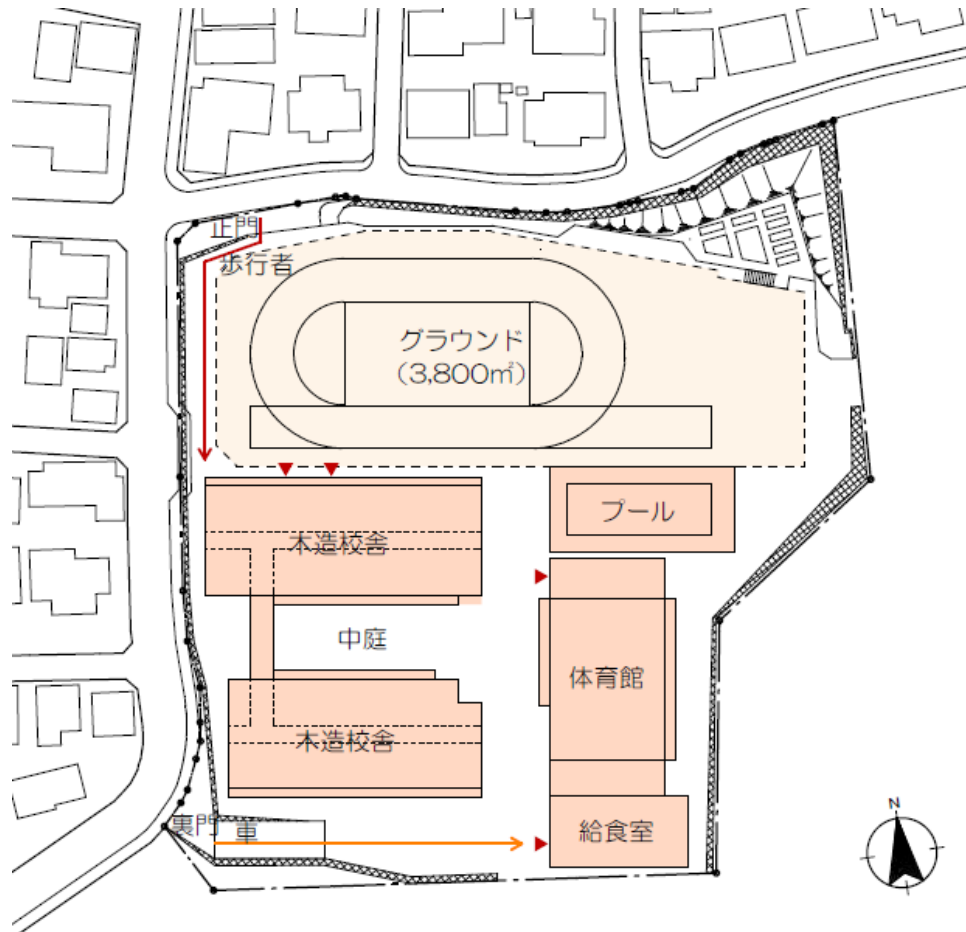 正門
歩行者
グラウンド
（3,800㎡）
プール
木造校舎
中庭
体育館
木造校舎
裏門 車
給食室
N